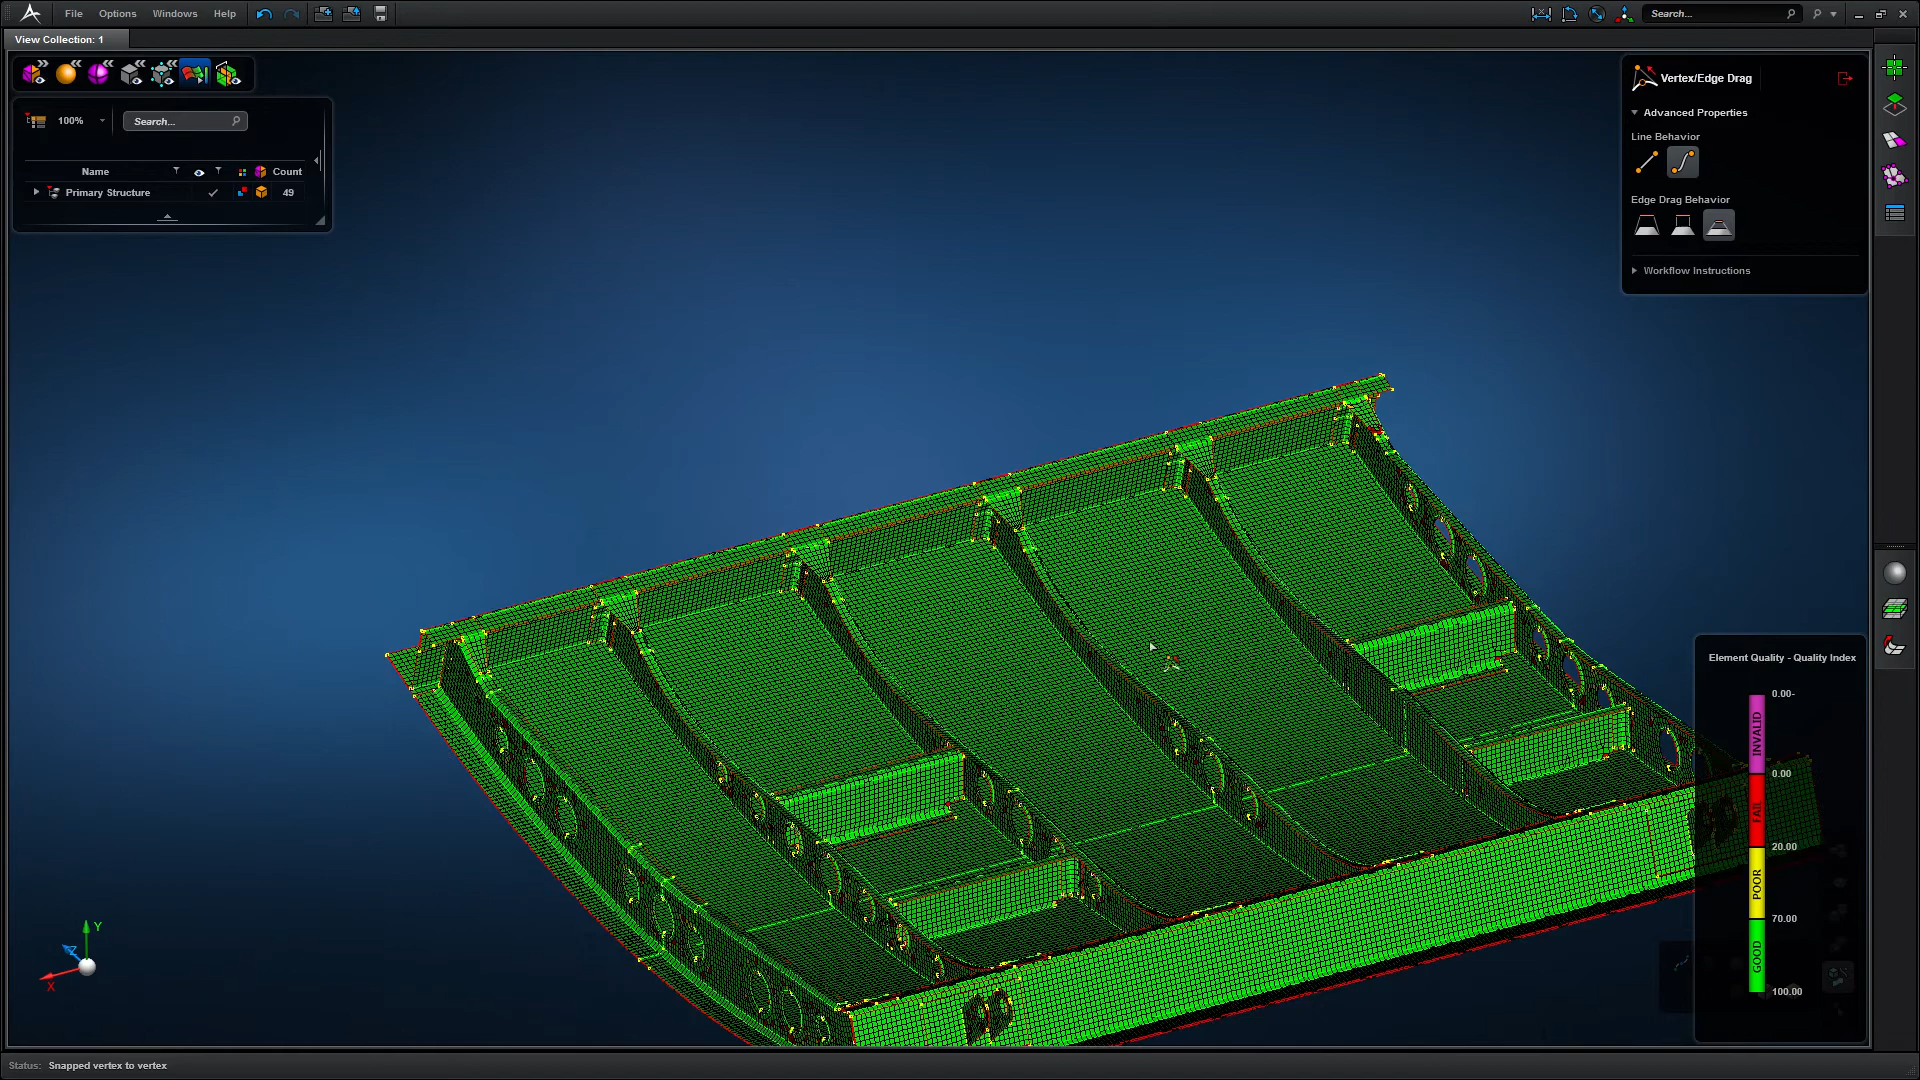 File Options Windows Help Search...
View Collection: 1
100% Search...
Name Count
Primary Structure 49
Vertex/Edge Drag
Advanced Properties
Line Behavior
Edge Drag Behavior
Workflow Instructions
Element Quality - Quality Index
0.00-
INVALID
0.00
FAIL
20.00
POOR
70.00
GOOD
100.00
Y
Z
X
Status: Snapped vertex to vertex